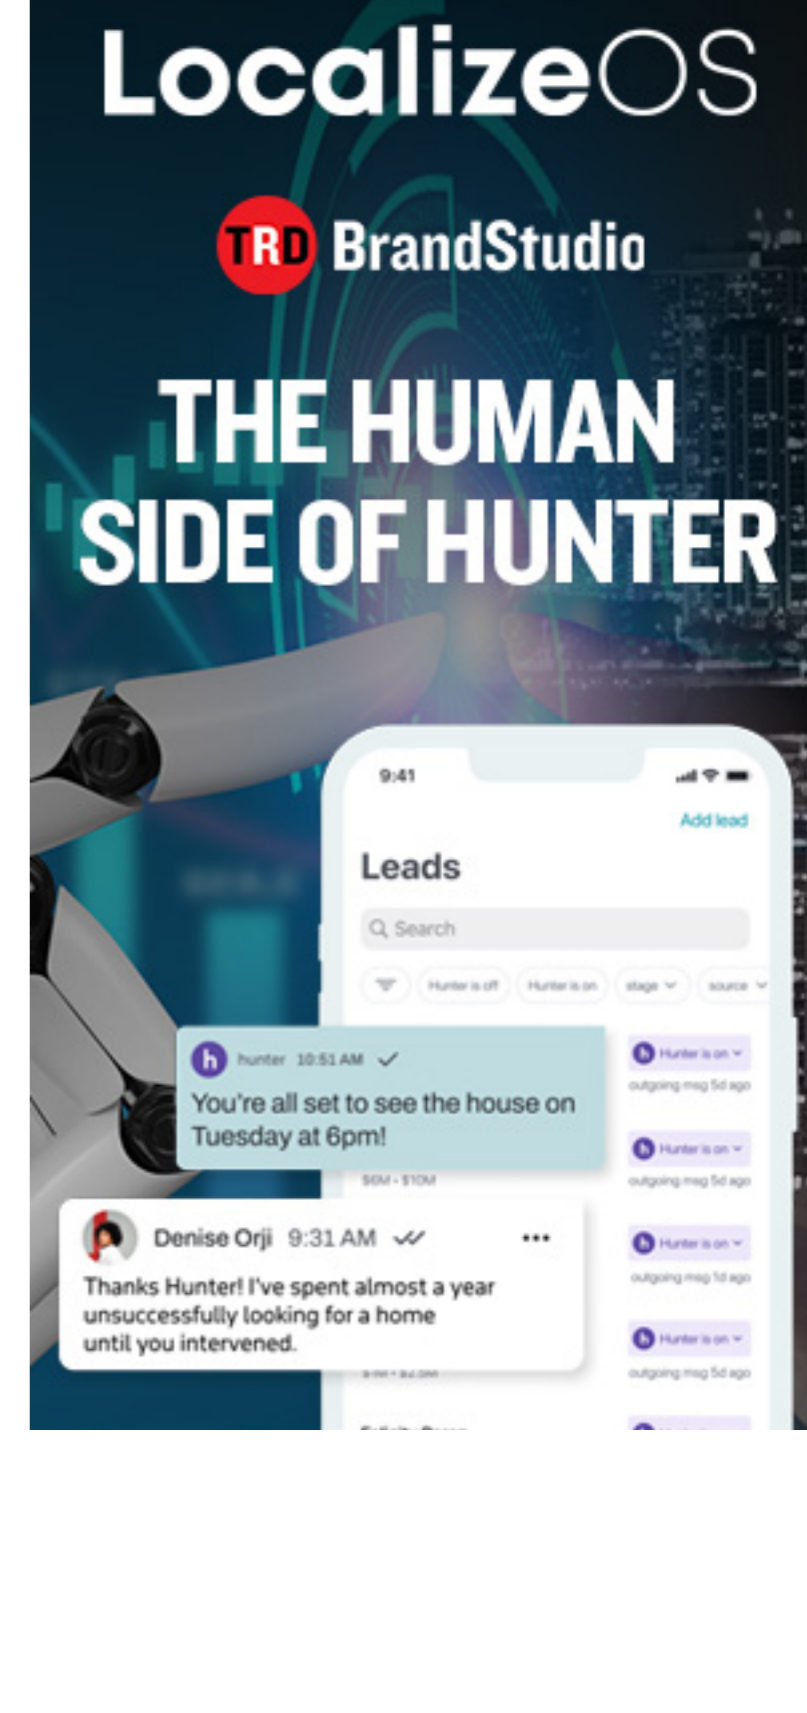 LocalizeOS
TRD BrandStudio
THE HUMAN
SIDE OF HUNTER
9:41
Add lead
Leads
Search
Hunter is off
Hunter is on
stage
source
h hunter 10:51 AM
You're all set to see the house on
Tuesday at 6pm!
h Hunter is on
outgoing msg 5d ago
h Hunter is on
$6M - $10M
outgoing msg 5d ago
Denise Orji 9:31 AM
Thanks Hunter! I've spent almost a year
unsuccessfully looking for a home
until you intervened.
h Hunter is on
outgoing msg 1d ago
h Hunter is on
$1M - $2.5M
outgoing msg 5d ago